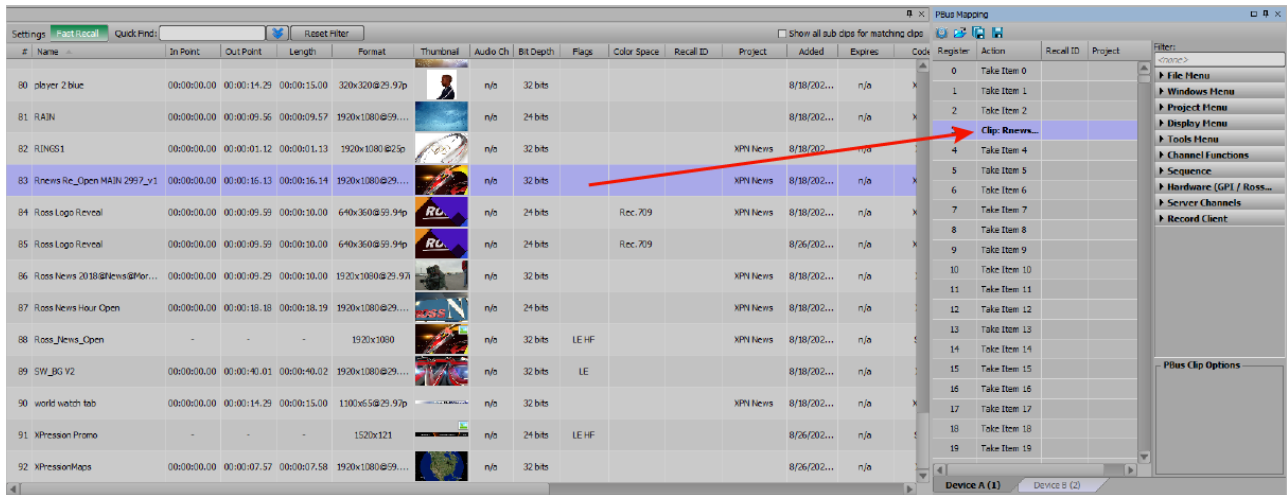 PBus Mapping
Settings Fast Recall Quick Find: Reset Filter Show all sub clips for matching clips
# Name In Point Out Point Length Format Thumbnail Audio Ch Bit Depth Flags Color Space Recall ID Project Added Expires Code
80 player 2 blue 00:00:00.00 00:00:14.29 00:00:15.00 320x320@29.97p n/a 32 bits 8/18/202... n/a X
81 RAIN 00:00:00.00 00:00:09.56 00:00:09.57 1920x1080@59.... n/a 24 bits 8/18/202... n/a
82 RINGS1 00:00:00.00 00:00:01.12 00:00:01.13 1920x1080@25p n/a 32 bits XPN News 8/18/202... n/a X
83 Rnews Re_Open MAIN 2997_v1 00:00:00.00 00:00:16.13 00:00:16.14 1920x1080@29.... n/a 32 bits XPN News 8/18/202... n/a X
84 Ross Logo Reveal 00:00:00.00 00:00:09.59 00:00:10.00 640x360@59.94p n/a 24 bits Rec.709 XPN News 8/18/202... n/a X
85 Ross Logo Reveal 00:00:00.00 00:00:09.59 00:00:10.00 640x360@59.94p n/a 24 bits Rec.709 8/26/202... n/a X
86 Ross News 2018@News@Mor... 00:00:00.00 00:00:09.29 00:00:10.00 1920x1080@29.97i n/a 32 bits XPN News 8/18/202... n/a
87 Ross News Hour Open 00:00:00.00 00:00:18.18 00:00:18.19 1920x1080@29.... n/a 24 bits XPN News 8/18/202... n/a
88 Ross_News_Open - - - 1920x1080 n/a 32 bits LE HF XPN News 8/18/202... n/a
89 SW_BG V2 00:00:00.00 00:00:40.01 00:00:40.02 1920x1080@29.... n/a 32 bits LE 8/18/202... n/a
90 world watch tab 00:00:00.00 00:00:14.29 00:00:15.00 1100x65@29.97p n/a 32 bits XPN News 8/18/202... n/a X
91 XPression Promo - - - 1520x121 n/a 24 bits LE HF 8/26/202... n/a
92 XPressionMaps 00:00:00.00 00:00:07.57 00:00:07.58 1920x1080@59.... n/a 32 bits 8/26/202... n/a
Register Action Recall ID Project
0 Take Item 0
1 Take Item 1
2 Take Item 2
Clip: Rnews...
4 Take Item 4
5 Take Item 5
6 Take Item 6
7 Take Item 7
8 Take Item 8
9 Take Item 9
10 Take Item 10
11 Take Item 11
12 Take Item 12
13 Take Item 13
14 Take Item 14
15 Take Item 15
16 Take Item 16
17 Take Item 17
18 Take Item 18
19 Take Item 19
Device A (1) Device B (2)
Filter:
<name>
File Menu
Windows Menu
Project Menu
Display Menu
Tools Menu
Channel Functions
Sequence
Hardware (GPI / Ross...
Server Channels
Record Client
PBus Clip Options